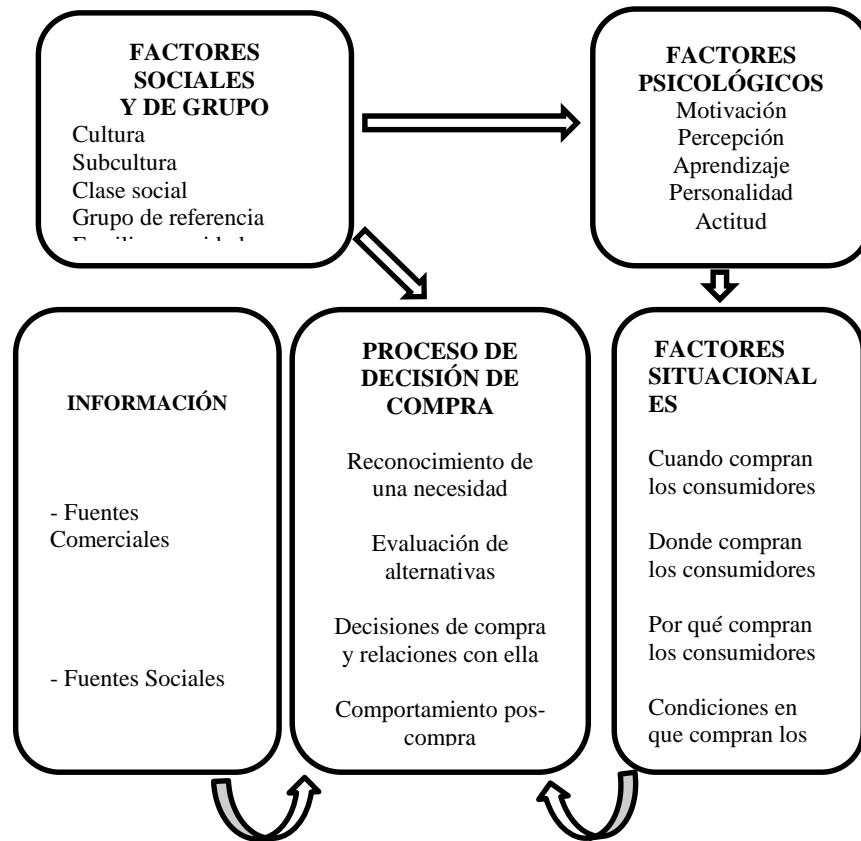 FACTORES
SOCIALES
Y DE GRUPO
Cultura
Subcultura
Clase social
Grupo de referencia
FACTORES
PSICOLÓGICOS
Motivación
Percepción
Aprendizaje
Personalidad
Actitud
INFORMACIÓN
- Fuentes
Comerciales
- Fuentes Sociales
PROCESO DE
DECISIÓN DE
COMPRA
Reconocimiento de
una necesidad
Evaluación de
alternativas
Decisiones de compra
y relaciones con ella
Comportamiento pos-
compra
FACTORES
SITUACIONAL
ES
Cuando compran
los consumidores
Donde compran
los consumidores
Por qué compran
los consumidores
Condiciones en
que compran los